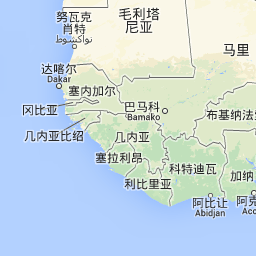 毛利塔
尼亚
努瓦克
肖特
نواكشوط
马里
达喀尔
Dakar
塞内加尔
冈比亚
巴马科
Bamako
布基纳法
几内亚比绍
几内亚
塞拉利昂
科特迪瓦
利比里亚
加纳
阿比让
Abidjan
阿克
Acc